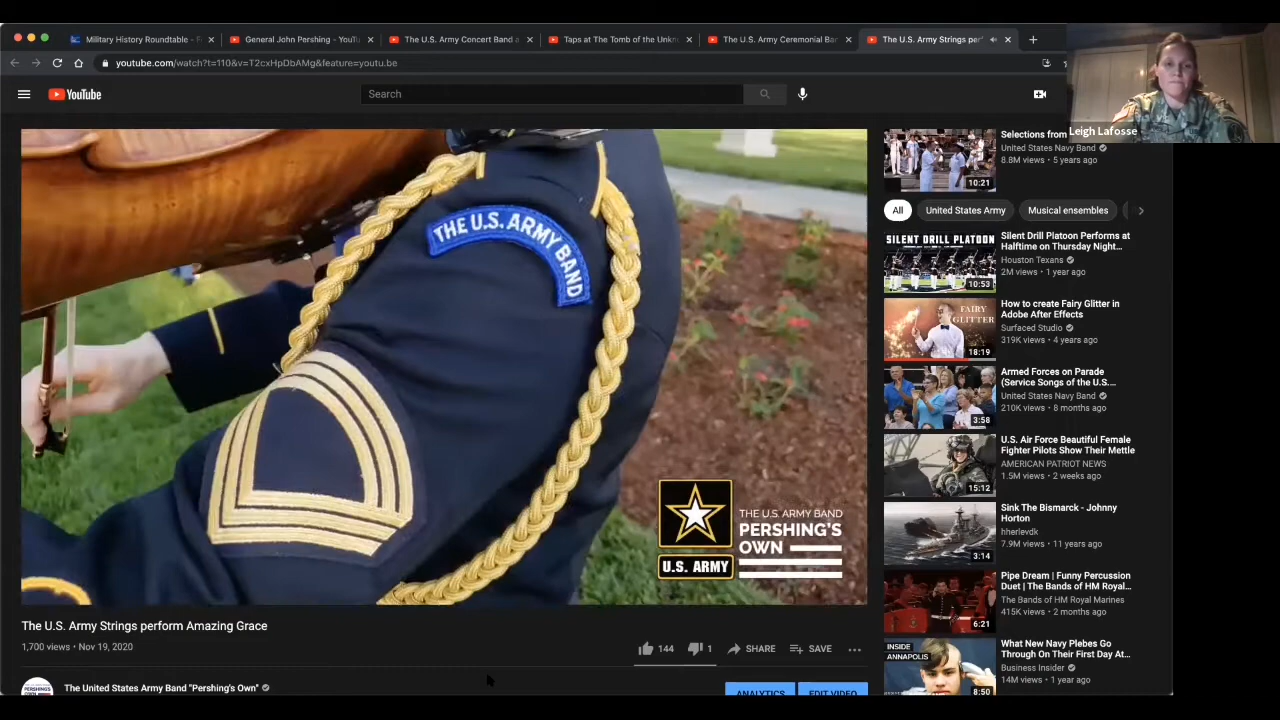 Military History Roundtable - F
General John Pershing - YouTu
The U.S. Army Concert Band a
Taps at The Tomb of the Unkn
The U.S. Army Ceremonial Ban
The U.S. Army Strings perf
youtube.com/watch?t=110&v=T2cxHpDbAMg&feature=youtu.be
YouTube
Search
Leigh Lafosse
THE U.S. ARMY BAND
THE U.S. ARMY BAND
PERSHING'S
OWN
U.S. ARMY
The U.S. Army Strings perform Amazing Grace
1,700 views • Nov 19, 2020
144
1
SHARE
SAVE
PERSHING'S
OWN
The United States Army Band "Pershing's Own"
ANALYTICS
EDIT VIDEO
Selections from
United States Navy Band
8.8M views • 5 years ago
10:21
All
United States Army
Musical ensembles
SILENT DRILL PLATOON
10:53
Silent Drill Platoon Performs at
Halftime on Thursday Night...
Houston Texans
2M views • 1 year ago
FAIRY
GLITTER
18:19
How to create Fairy Glitter in
Adobe After Effects
Surfaced Studio
319K views • 4 years ago
3:58
Armed Forces on Parade
(Service Songs of the U.S....
United States Navy Band
210K views • 8 months ago
15:12
U.S. Air Force Beautiful Female
Fighter Pilots Show Their Mettle
AMERICAN PATRIOT NEWS
1.5M views • 2 weeks ago
3:14
Sink The Bismarck - Johnny
Horton
hherlevdk
7.9M views • 11 years ago
6:21
Pipe Dream | Funny Percussion
Duet | The Bands of HM Royal...
The Bands of HM Royal Marines
415K views • 2 months ago
INSIDE
ANNAPOLIS
8:50
What New Navy Plebes Go
Through On Their First Day At...
Business Insider
14M views • 1 year ago